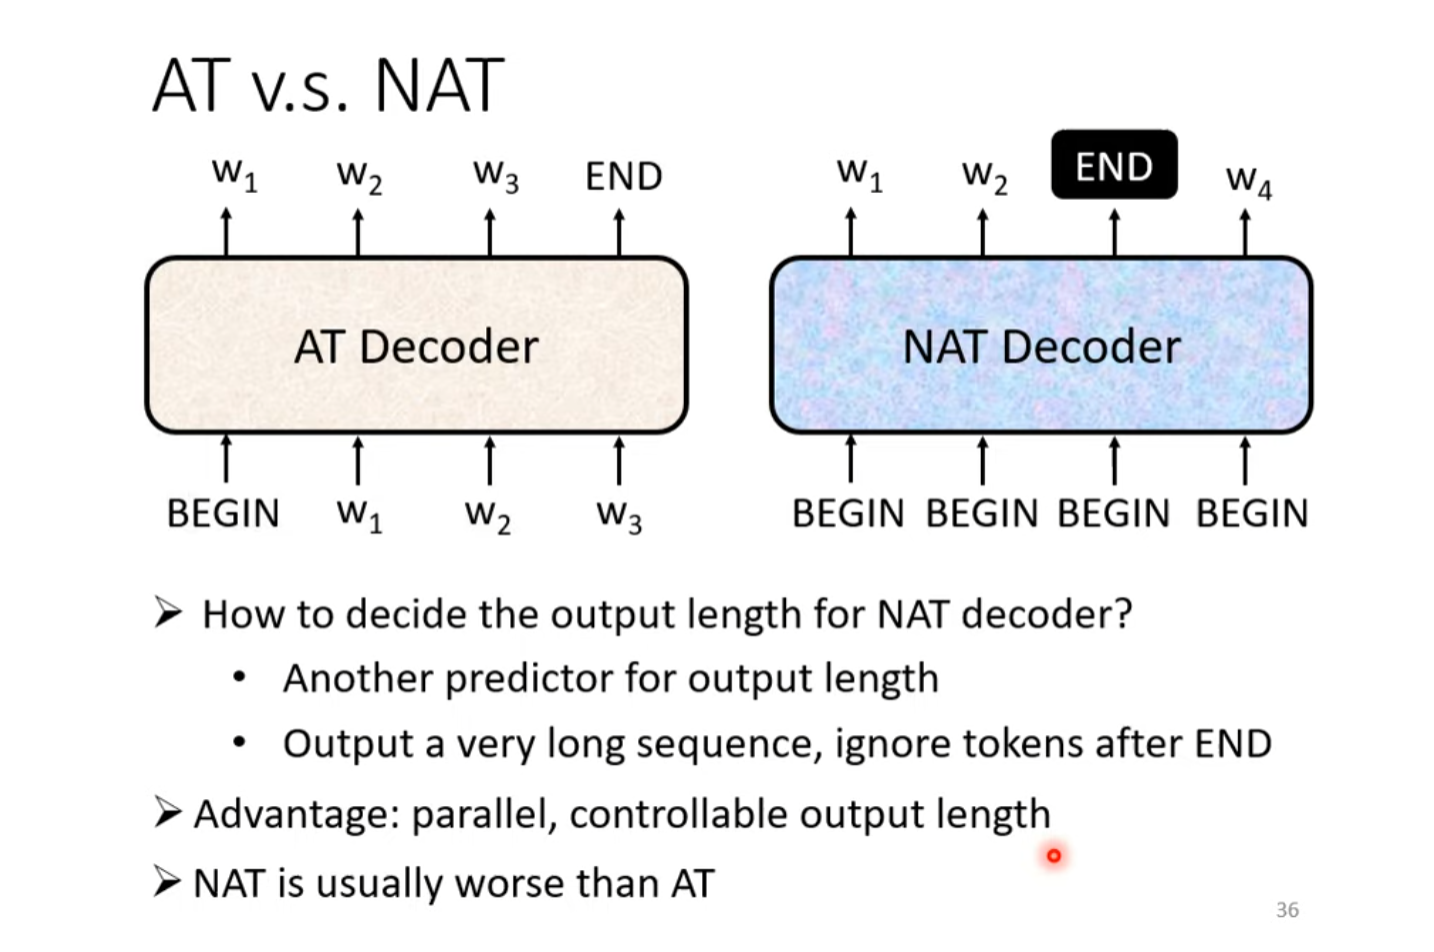 AT v.s. NAT
w₁ w₂ w₃ END
AT Decoder
BEGIN w₁ w₂ w₃
w₁ w₂ END w₄
NAT Decoder
BEGIN BEGIN BEGIN BEGIN
➢ How to decide the output length for NAT decoder?
• Another predictor for output length
• Output a very long sequence, ignore tokens after END
➢ Advantage: parallel, controllable output length
➢ NAT is usually worse than AT
36